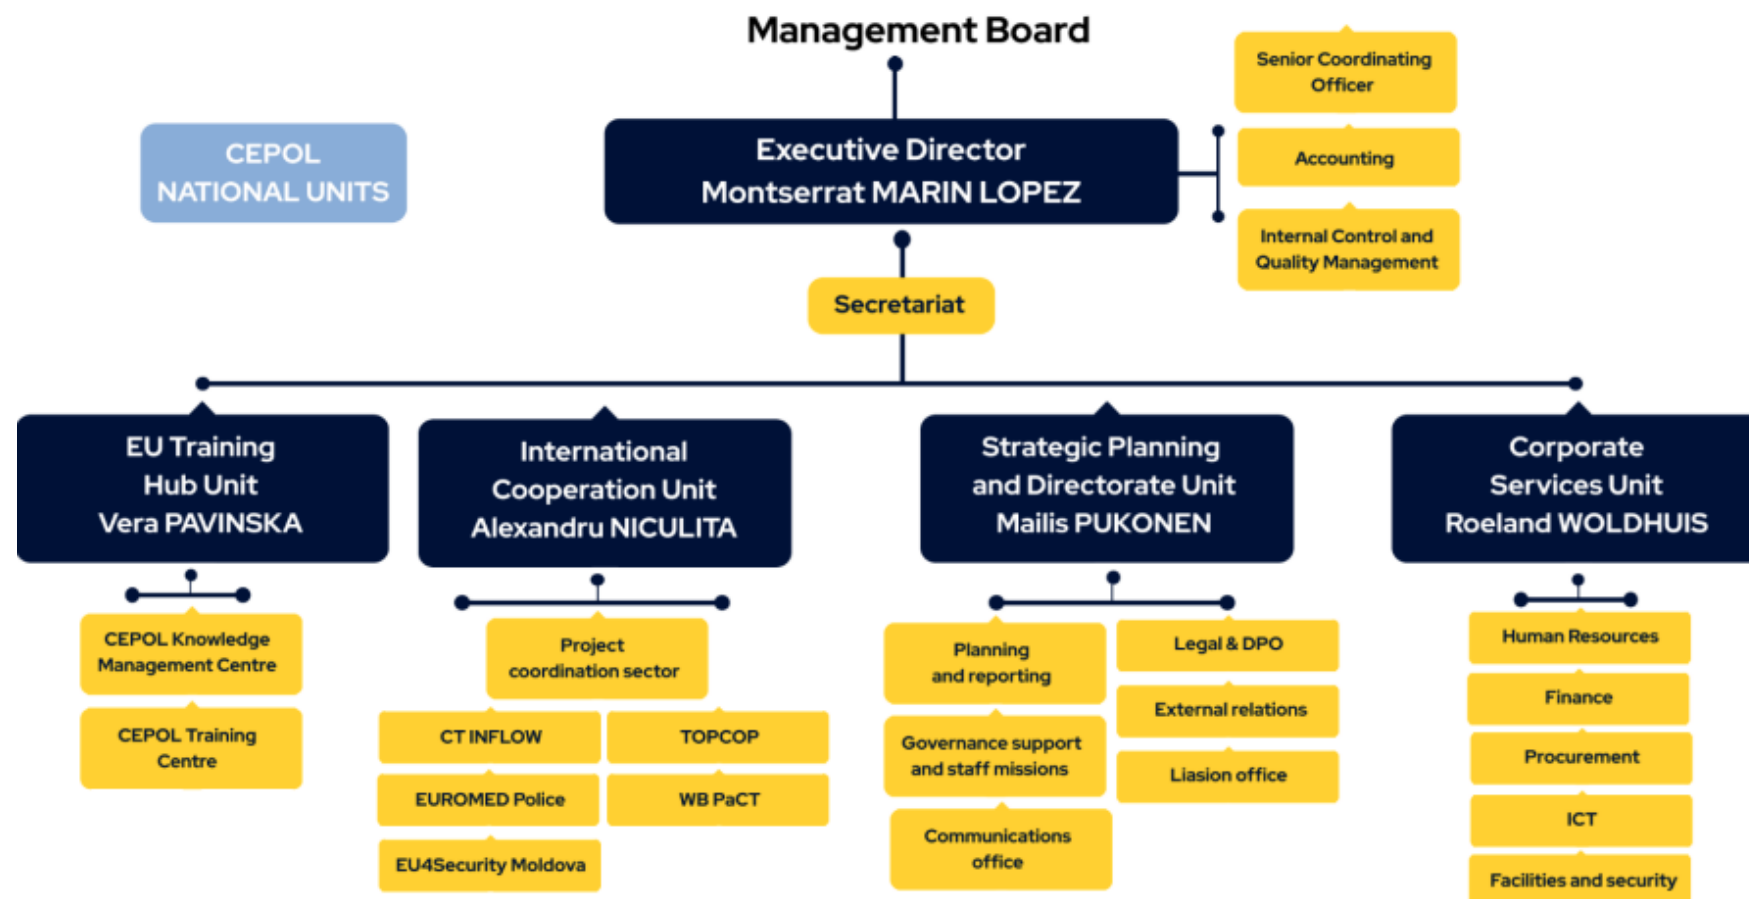 Management Board
Senior Coordinating
Officer
CEPOL
NATIONAL UNITS
Executive Director
Montserrat MARIN LOPEZ
Accounting
Internal Control and
Quality Management
Secretariat
EU Training
Hub Unit
Vera PAVINSKA
International
Cooperation Unit
Alexandru NICULITA
Strategic Planning
and Directorate Unit
Mailis PUKONEN
Corporate
Services Unit
Roeland WOLDHUIS
CEPOL Knowledge
Management Centre
CEPOL Training
Centre
Project
coordination sector
CT INFLOW
TOPCOP
EUROMED Police
WB PaCT
EU4Security Moldova
Planning
and reporting
Governance support
and staff missions
Communications
office
Legal & DPO
External relations
Liasion office
Human Resources
Finance
Procurement
ICT
Facilities and security